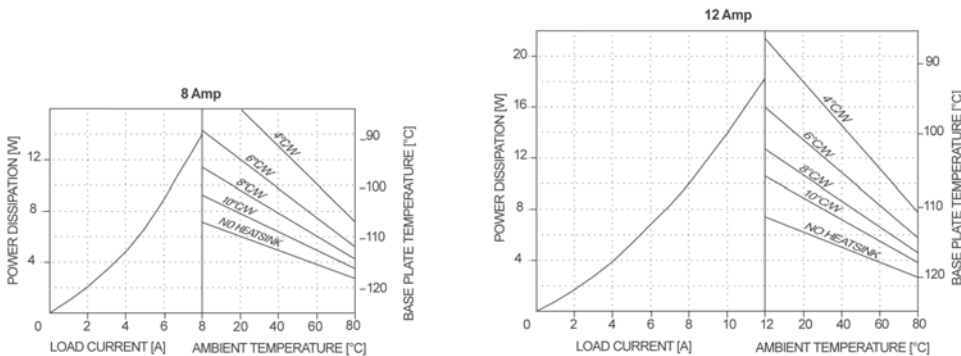 8 Amp
POWER DISSIPATION [W]
12
8
4
0
2
4
6
8
20
40
60
80
LOAD CURRENT [A]
AMBIENT TEMPERATURE [°C]
4°C/W
6°C/W
8°C/W
10°C/W
NO HEATSINK
90
100
110
120
BASE PLATE TEMPERATURE [°C]
12 Amp
POWER DISSIPATION [W]
20
16
12
8
4
0
2
4
6
8
10
12
20
40
60
80
LOAD CURRENT [A]
AMBIENT TEMPERATURE [°C]
4°C/W
6°C/W
8°C/W
10°C/W
NO HEATSINK
90
100
110
120
BASE PLATE TEMPERATURE [°C]